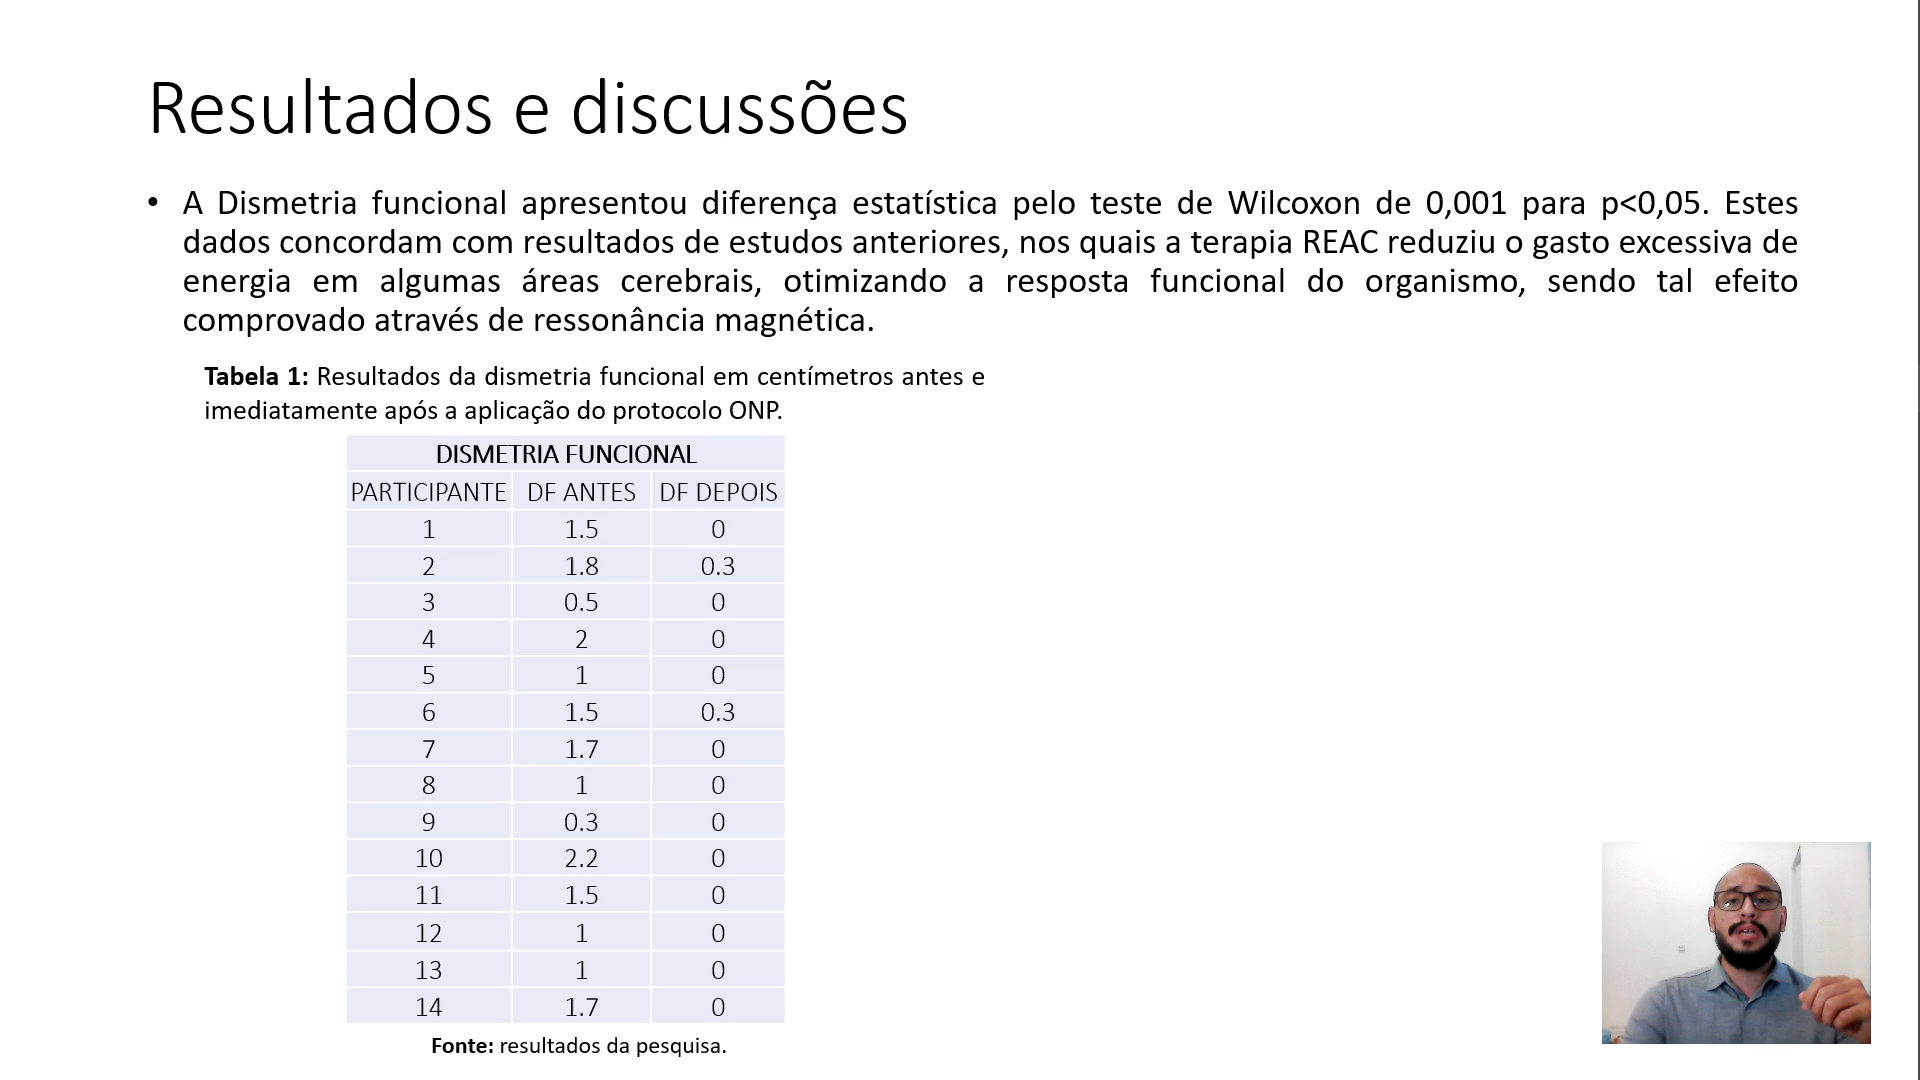 Resultados e discussões
• A Dismetria funcional apresentou diferença estatística pelo teste de Wilcoxon de 0,001 para p<0,05. Estes
dados concordam com resultados de estudos anteriores, nos quais a terapia REAC reduziu o gasto excessiva de
energia em algumas áreas cerebrais, otimizando a resposta funcional do organismo, sendo tal efeito
comprovado através de ressonância magnética.
Tabela 1: Resultados da dismetria funcional em centímetros antes e
imediatamente após a aplicação do protocolo ONP.
DISMETRIA FUNCIONAL
PARTICIPANTE DF ANTES DF DEPOIS
1 1.5 0
2 1.8 0.3
3 0.5 0
4 2 0
5 1 0
6 1.5 0.3
7 1.7 0
8 1 0
9 0.3 0
10 2.2 0
11 1.5 0
12 1 0
13 1 0
14 1.7 0
Fonte: resultados da pesquisa.